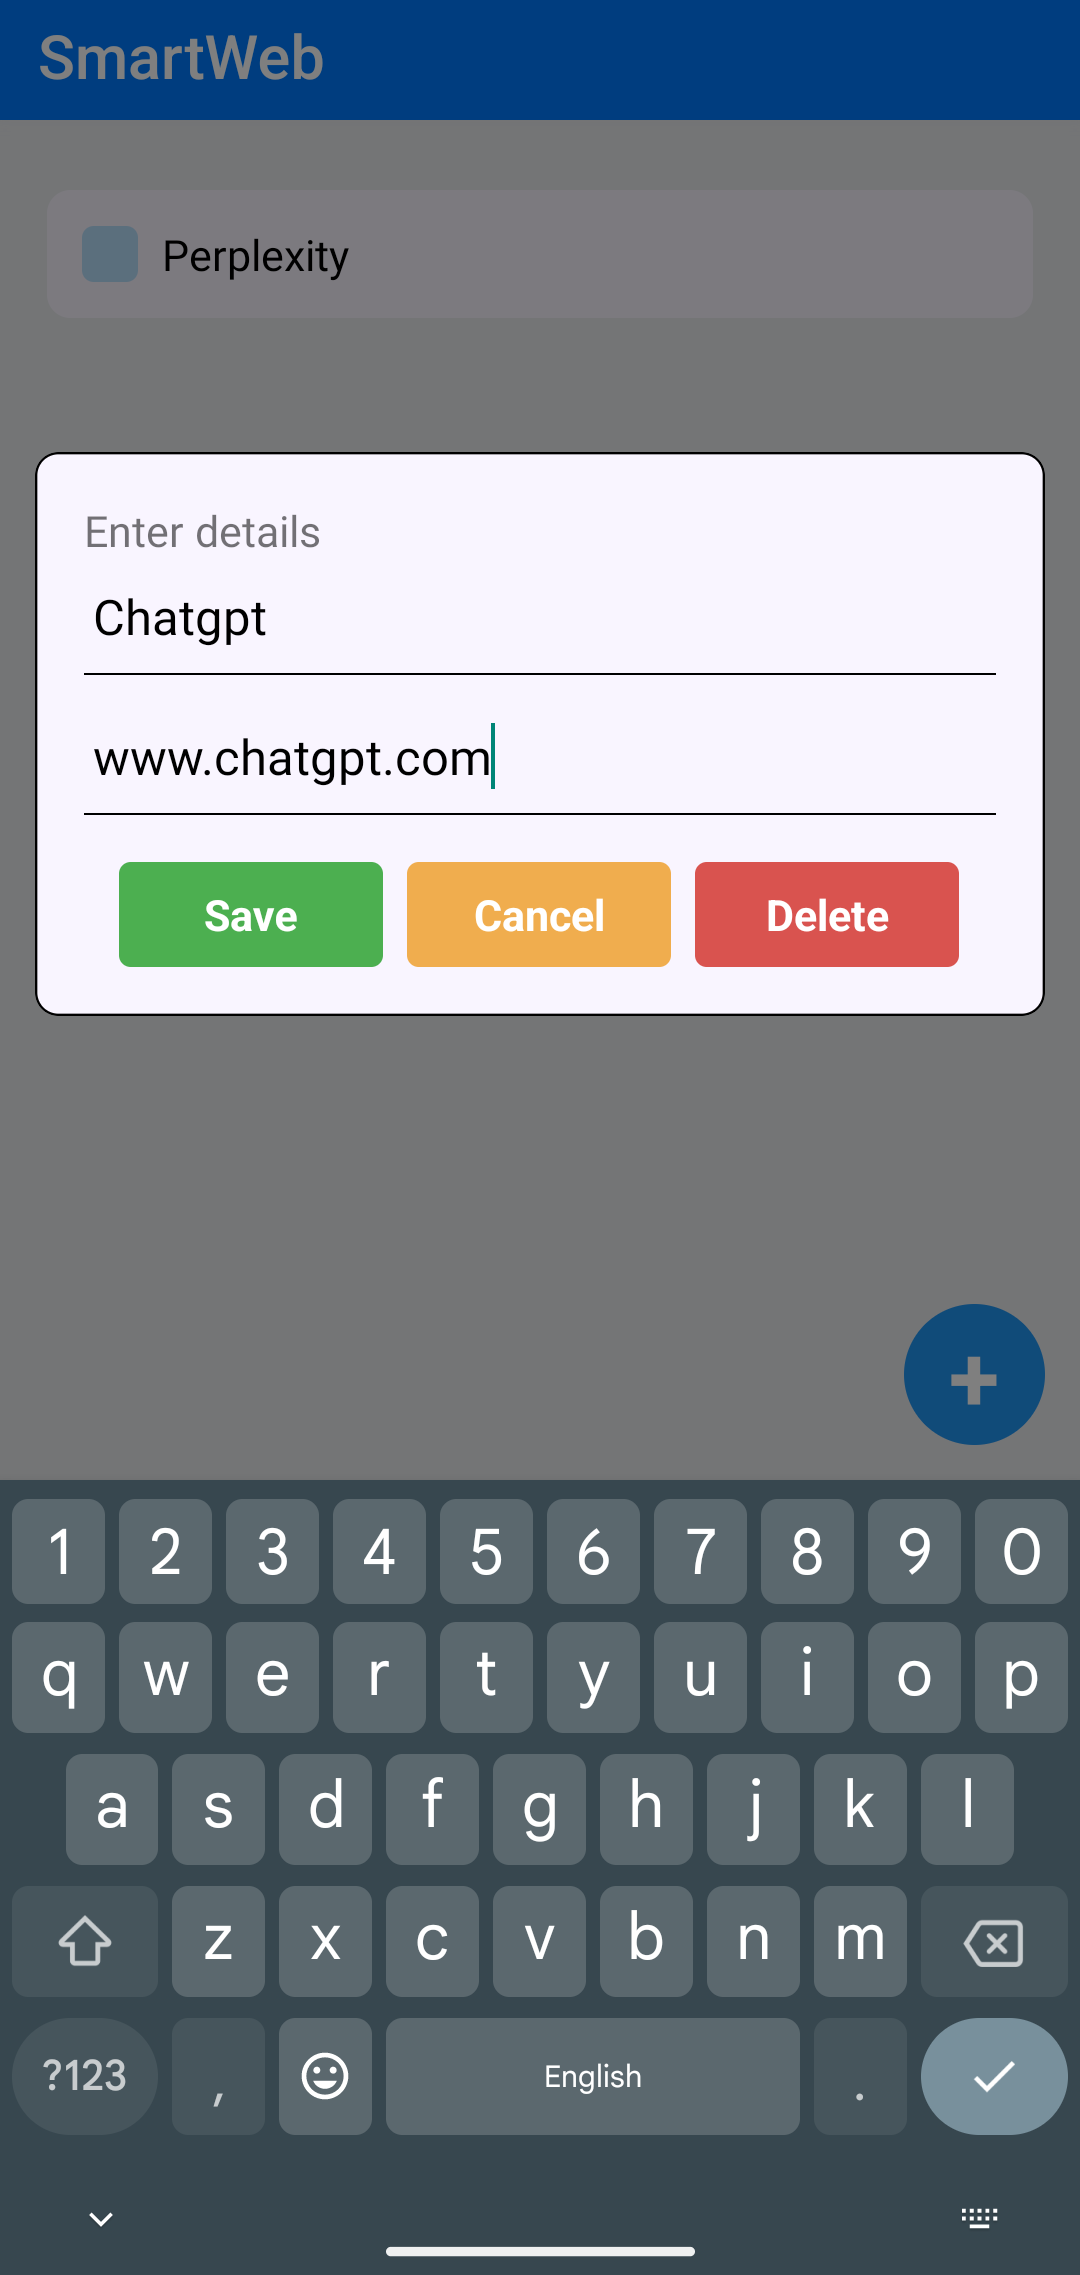 SmartWeb
Perplexity
Enter details
Chatgpt
www.chatgpt.com
Save Cancel Delete
+
1 2 3 4 5 6 7 8 9 0
q w e r t y u i o p
a s d f g h j k l
z x c v b n m
?123 , English .